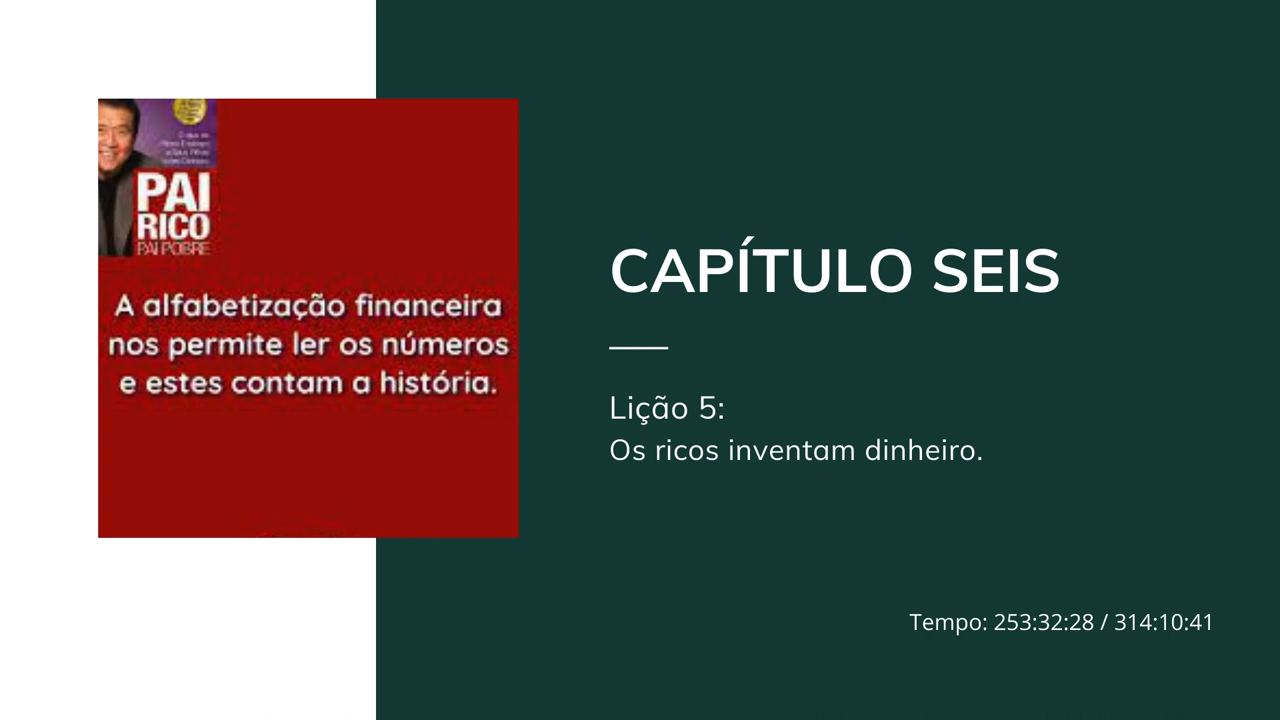 PAI
RICO
PAI POBRE
A alfabetização financeira
nos permite ler os números
e estes contam a história.
CAPÍTULO SEIS
Lição 5:
Os ricos inventam dinheiro.
Tempo: 253:32:28 / 314:10:41